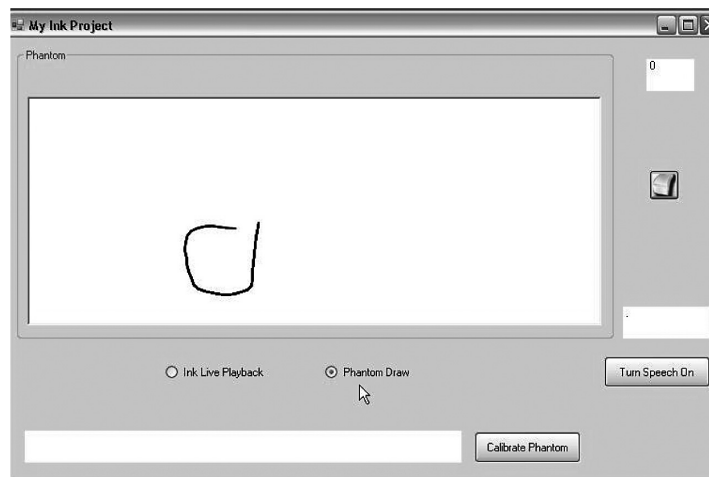 My Ink Project
Phantom
0
Ink Live Playback
Phantom Draw
Turn Speech On
Calibrate Phantom